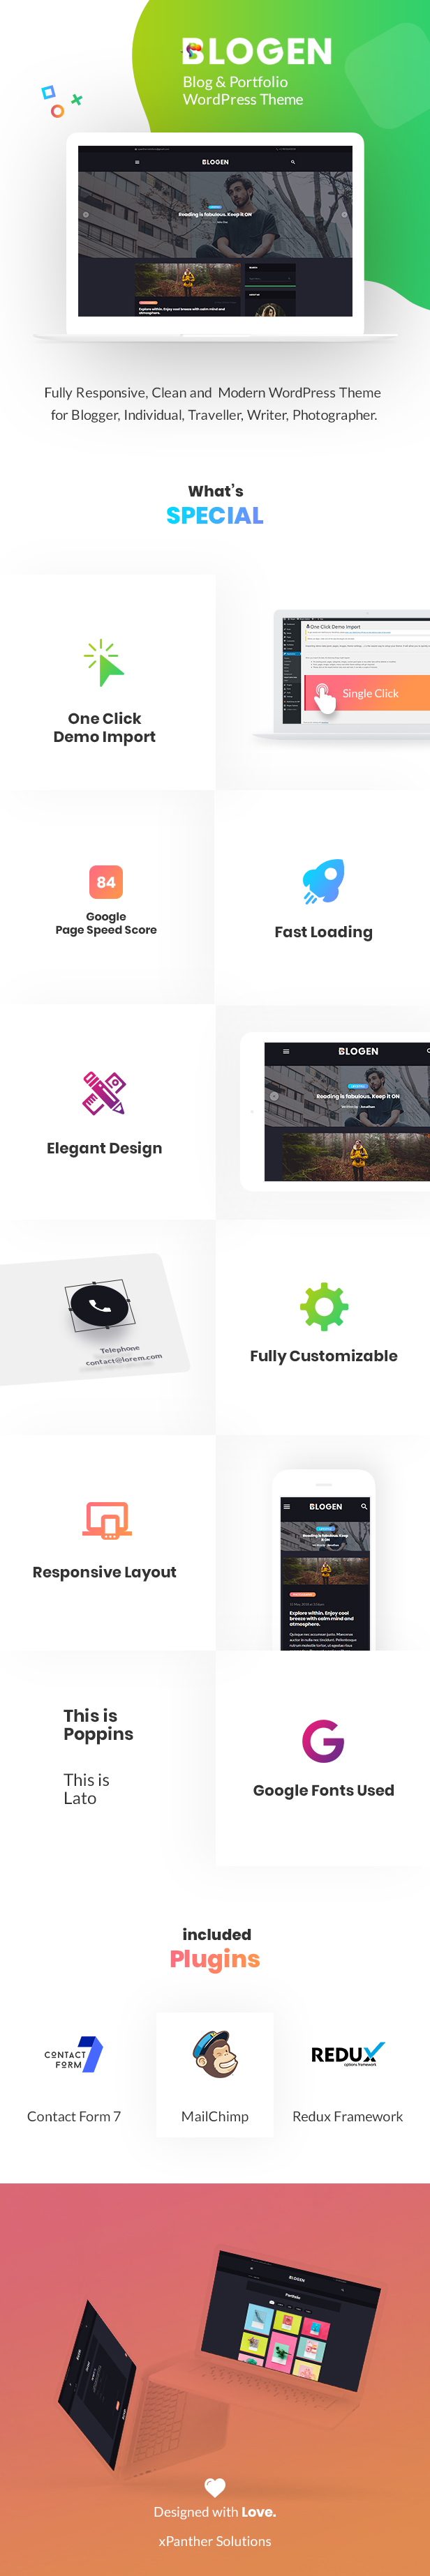 BLOGEN
Blog & Portfolio
WordPress Theme
BLOGEN
Reading is fabulous. Keep it ON
Explore within. Enjoy cool breeze with calm mind and
atmosphere.
Fully Responsive, Clean and Modern WordPress Theme
for Blogger, Individual, Traveller, Writer, Photographer.
What's
SPECIAL
One Click
Demo Import
One Click Demo Import
Single Click
84
Google
Page Speed Score
Fast Loading
Elegant Design
BLOGEN
Reading is fabulous. Keep it ON
Written by - Jonathan
Telephone
contact@lorem.com
Fully Customizable
Responsive Layout
BLOGEN
Reading is fabulous. Keep
it ON
Explore within. Enjoy cool
breeze with calm mind and
atmosphere.
This is
Poppins
This is
Lato
Google Fonts Used
included
Plugins
CONTACT
FORM
7
REDUX
options framework
Contact Form 7
MailChimp
Redux Framework
BLOGEN
Portfolio
Designed with Love.
xPanther Solutions